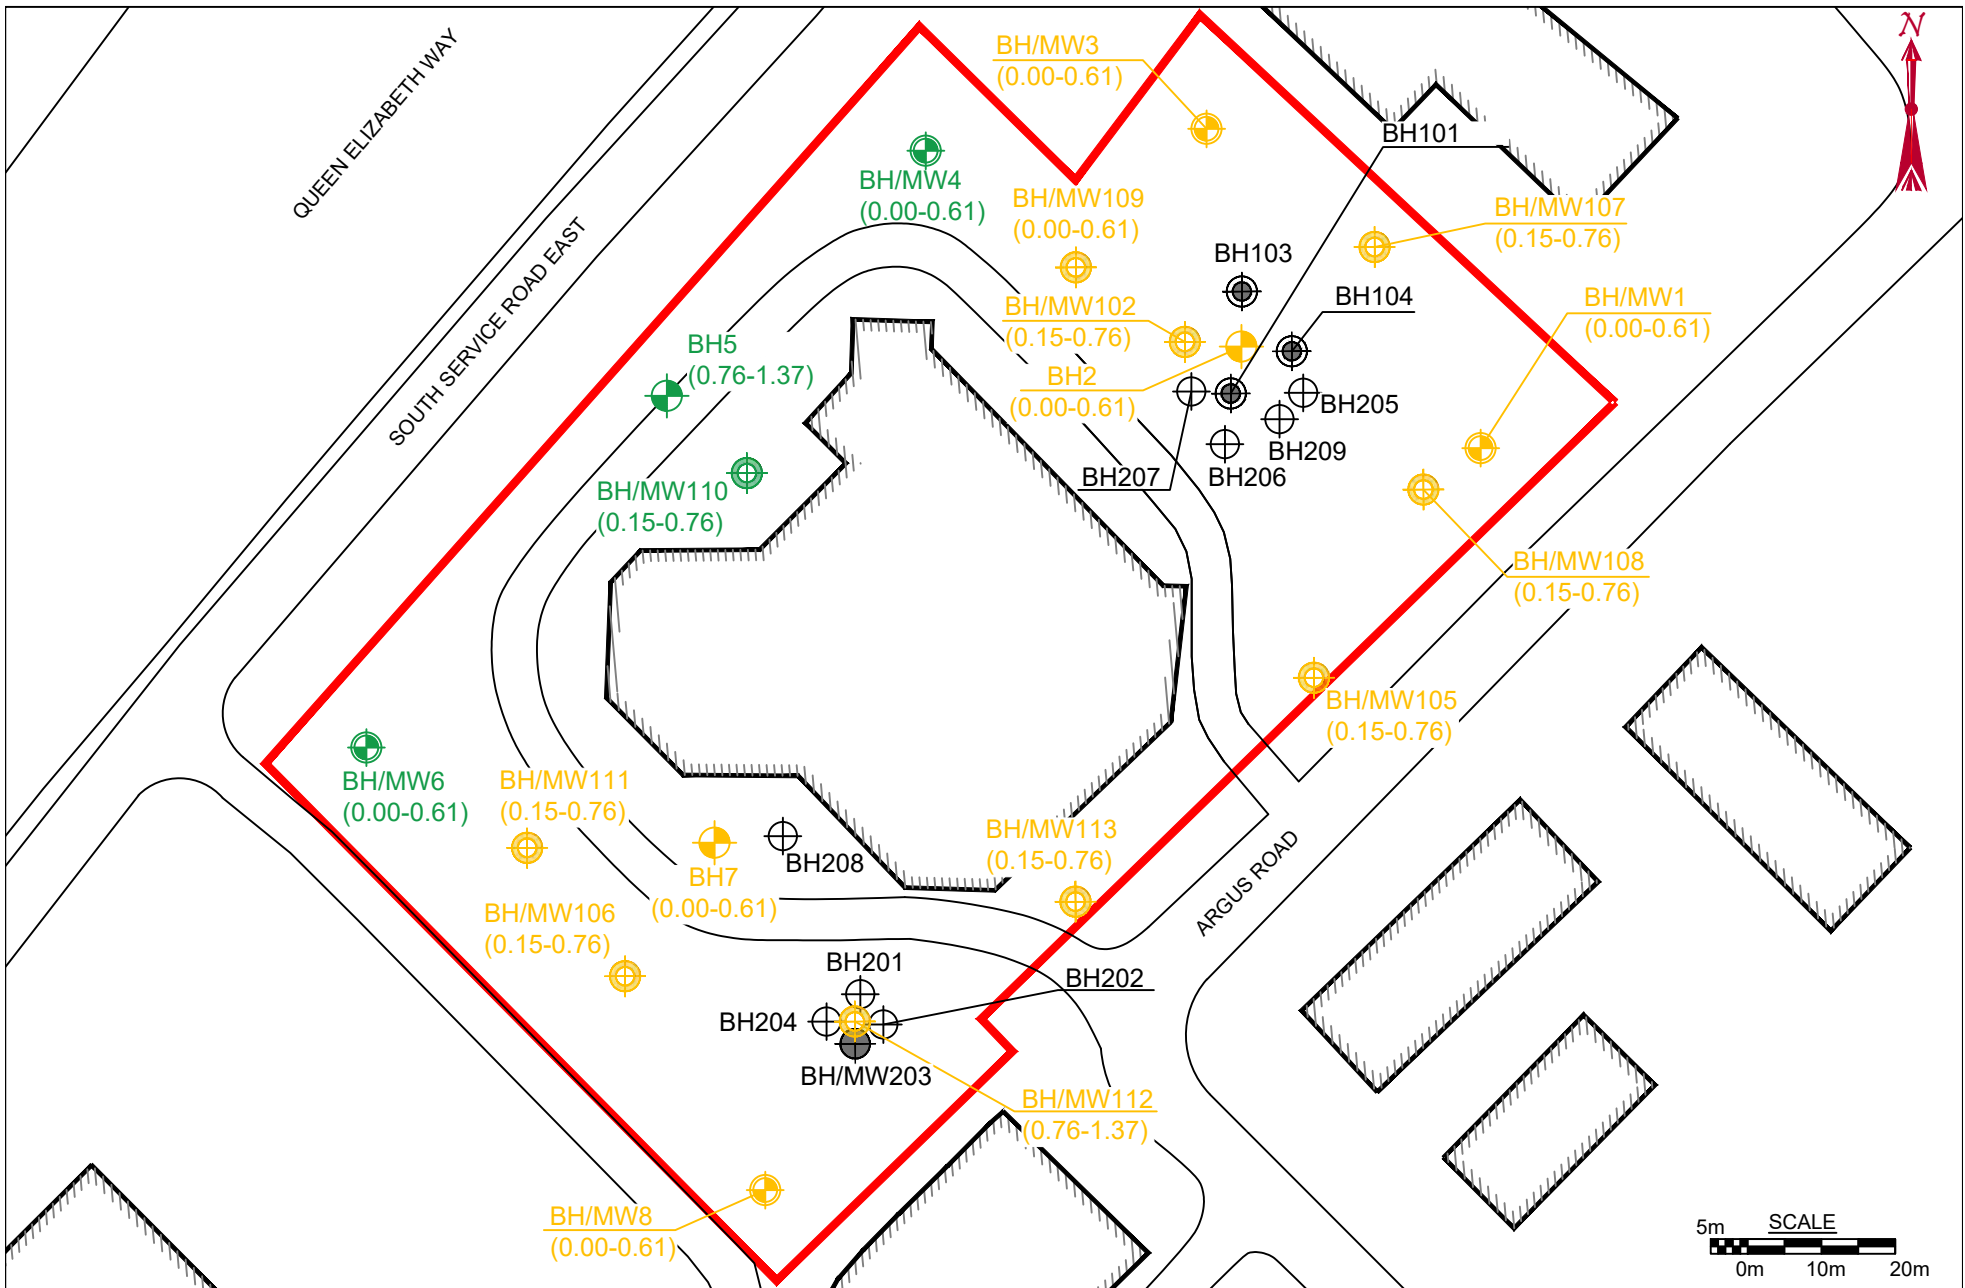 N
QUEEN ELIZABETH WAY
SOUTH SERVICE ROAD EAST
BH/MW3
(0.00-0.61)
BH101
BH/MW4
(0.00-0.61)
BH/MW109
(0.00-0.61)
BH/MW107
(0.15-0.76)
BH103
BH104
BH/MW102
(0.15-0.76)
BH/MW1
(0.00-0.61)
BH5
(0.76-1.37)
BH2
(0.00-0.61)
BH205
BH209
BH206
BH207
BH/MW110
(0.15-0.76)
BH/MW108
(0.15-0.76)
BH/MW105
(0.15-0.76)
BH/MW6
(0.00-0.61)
BH/MW111
(0.15-0.76)
BH/MW113
(0.15-0.76)
BH208
BH7
(0.00-0.61)
ARGUS ROAD
BH/MW106
(0.15-0.76)
BH201
BH202
BH204
BH/MW203
BH/MW112
(0.76-1.37)
BH/MW8
(0.00-0.61)
5m SCALE
0m 10m 20m